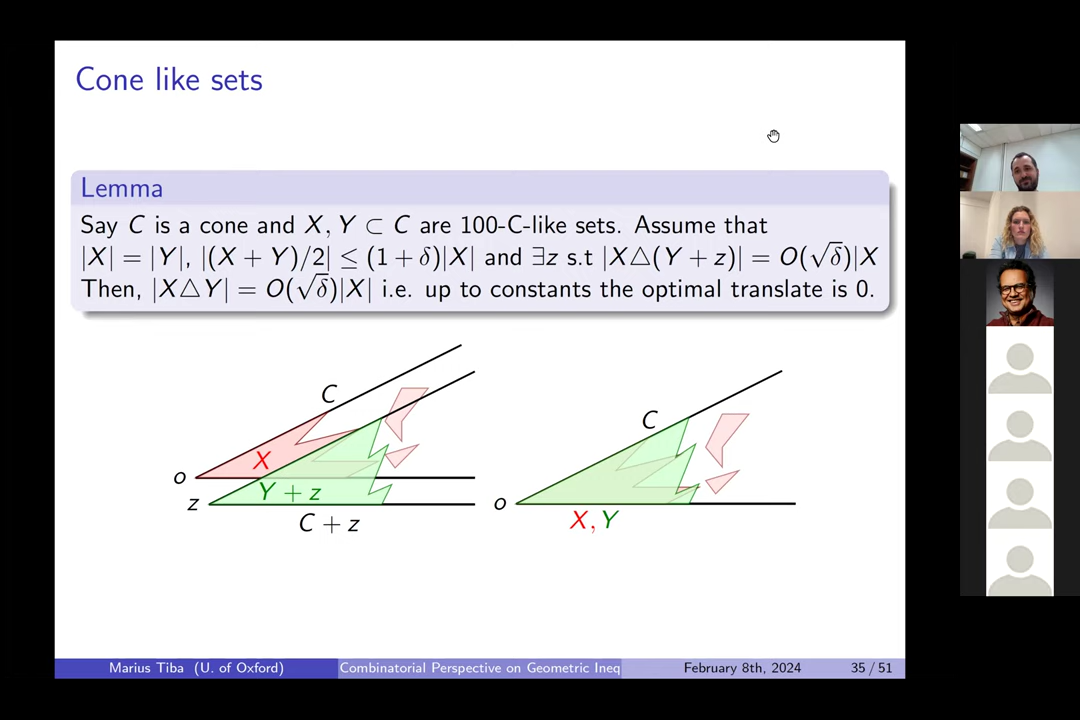 Cone like sets
Lemma
Say C is a cone and X, Y ⊂ C are 100-C-like sets. Assume that
|X| = |Y|, |(X + Y)/2| ≤ (1 + δ)|X| and ∃z s.t |X△(Y + z)| = O(√δ)|X
Then, |X△Y| = O(√δ)|X| i.e. up to constants the optimal translate is 0.
C
X
o
Y + z
z
C + z
C
o
X, Y
Marius Tiba (U. of Oxford)
Combinatorial Perspective on Geometric Ineq
February 8th, 2024
35 / 51